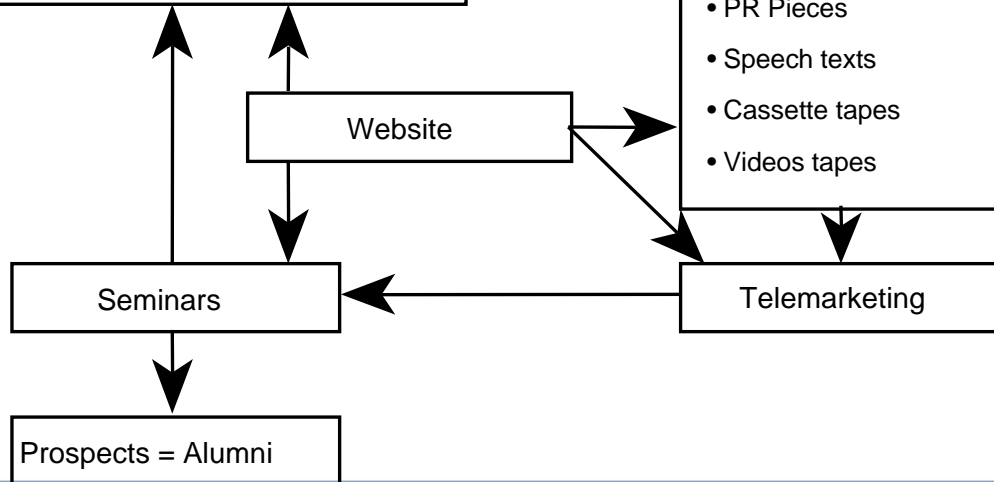 • PR Pieces
• Speech texts
• Cassette tapes
• Videos tapes
Website
Seminars
Telemarketing
Prospects = Alumni